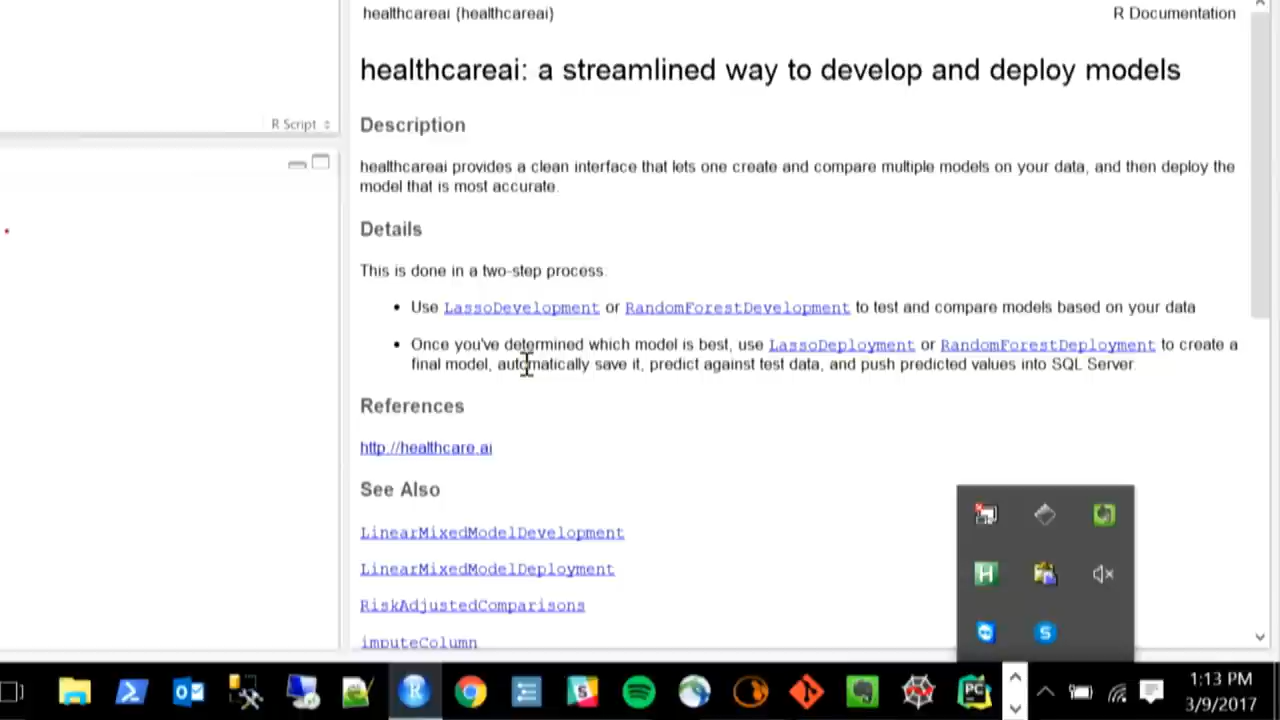 healthcareai (healthcareai)
R Documentation
healthcareai: a streamlined way to develop and deploy models
R Script
Description
healthcareai provides a clean interface that lets one create and compare multiple models on your data, and then deploy the
model that is most accurate.
Details
This is done in a two-step process.
• Use LassoDevelopment or RandomForestDevelopment to test and compare models based on your data
• Once you've determined which model is best, use LassoDeployment or RandomForestDeployment to create a
final model, automatically save it, predict against test data, and push predicted values into SQL Server.
References
http://healthcare.ai
See Also
LinearMixedModelDevelopment
LinearMixedModelDeployment
RiskAdjustedComparisons
imputeColumn
H
S
R
PC
1:13 PM
3/9/2017